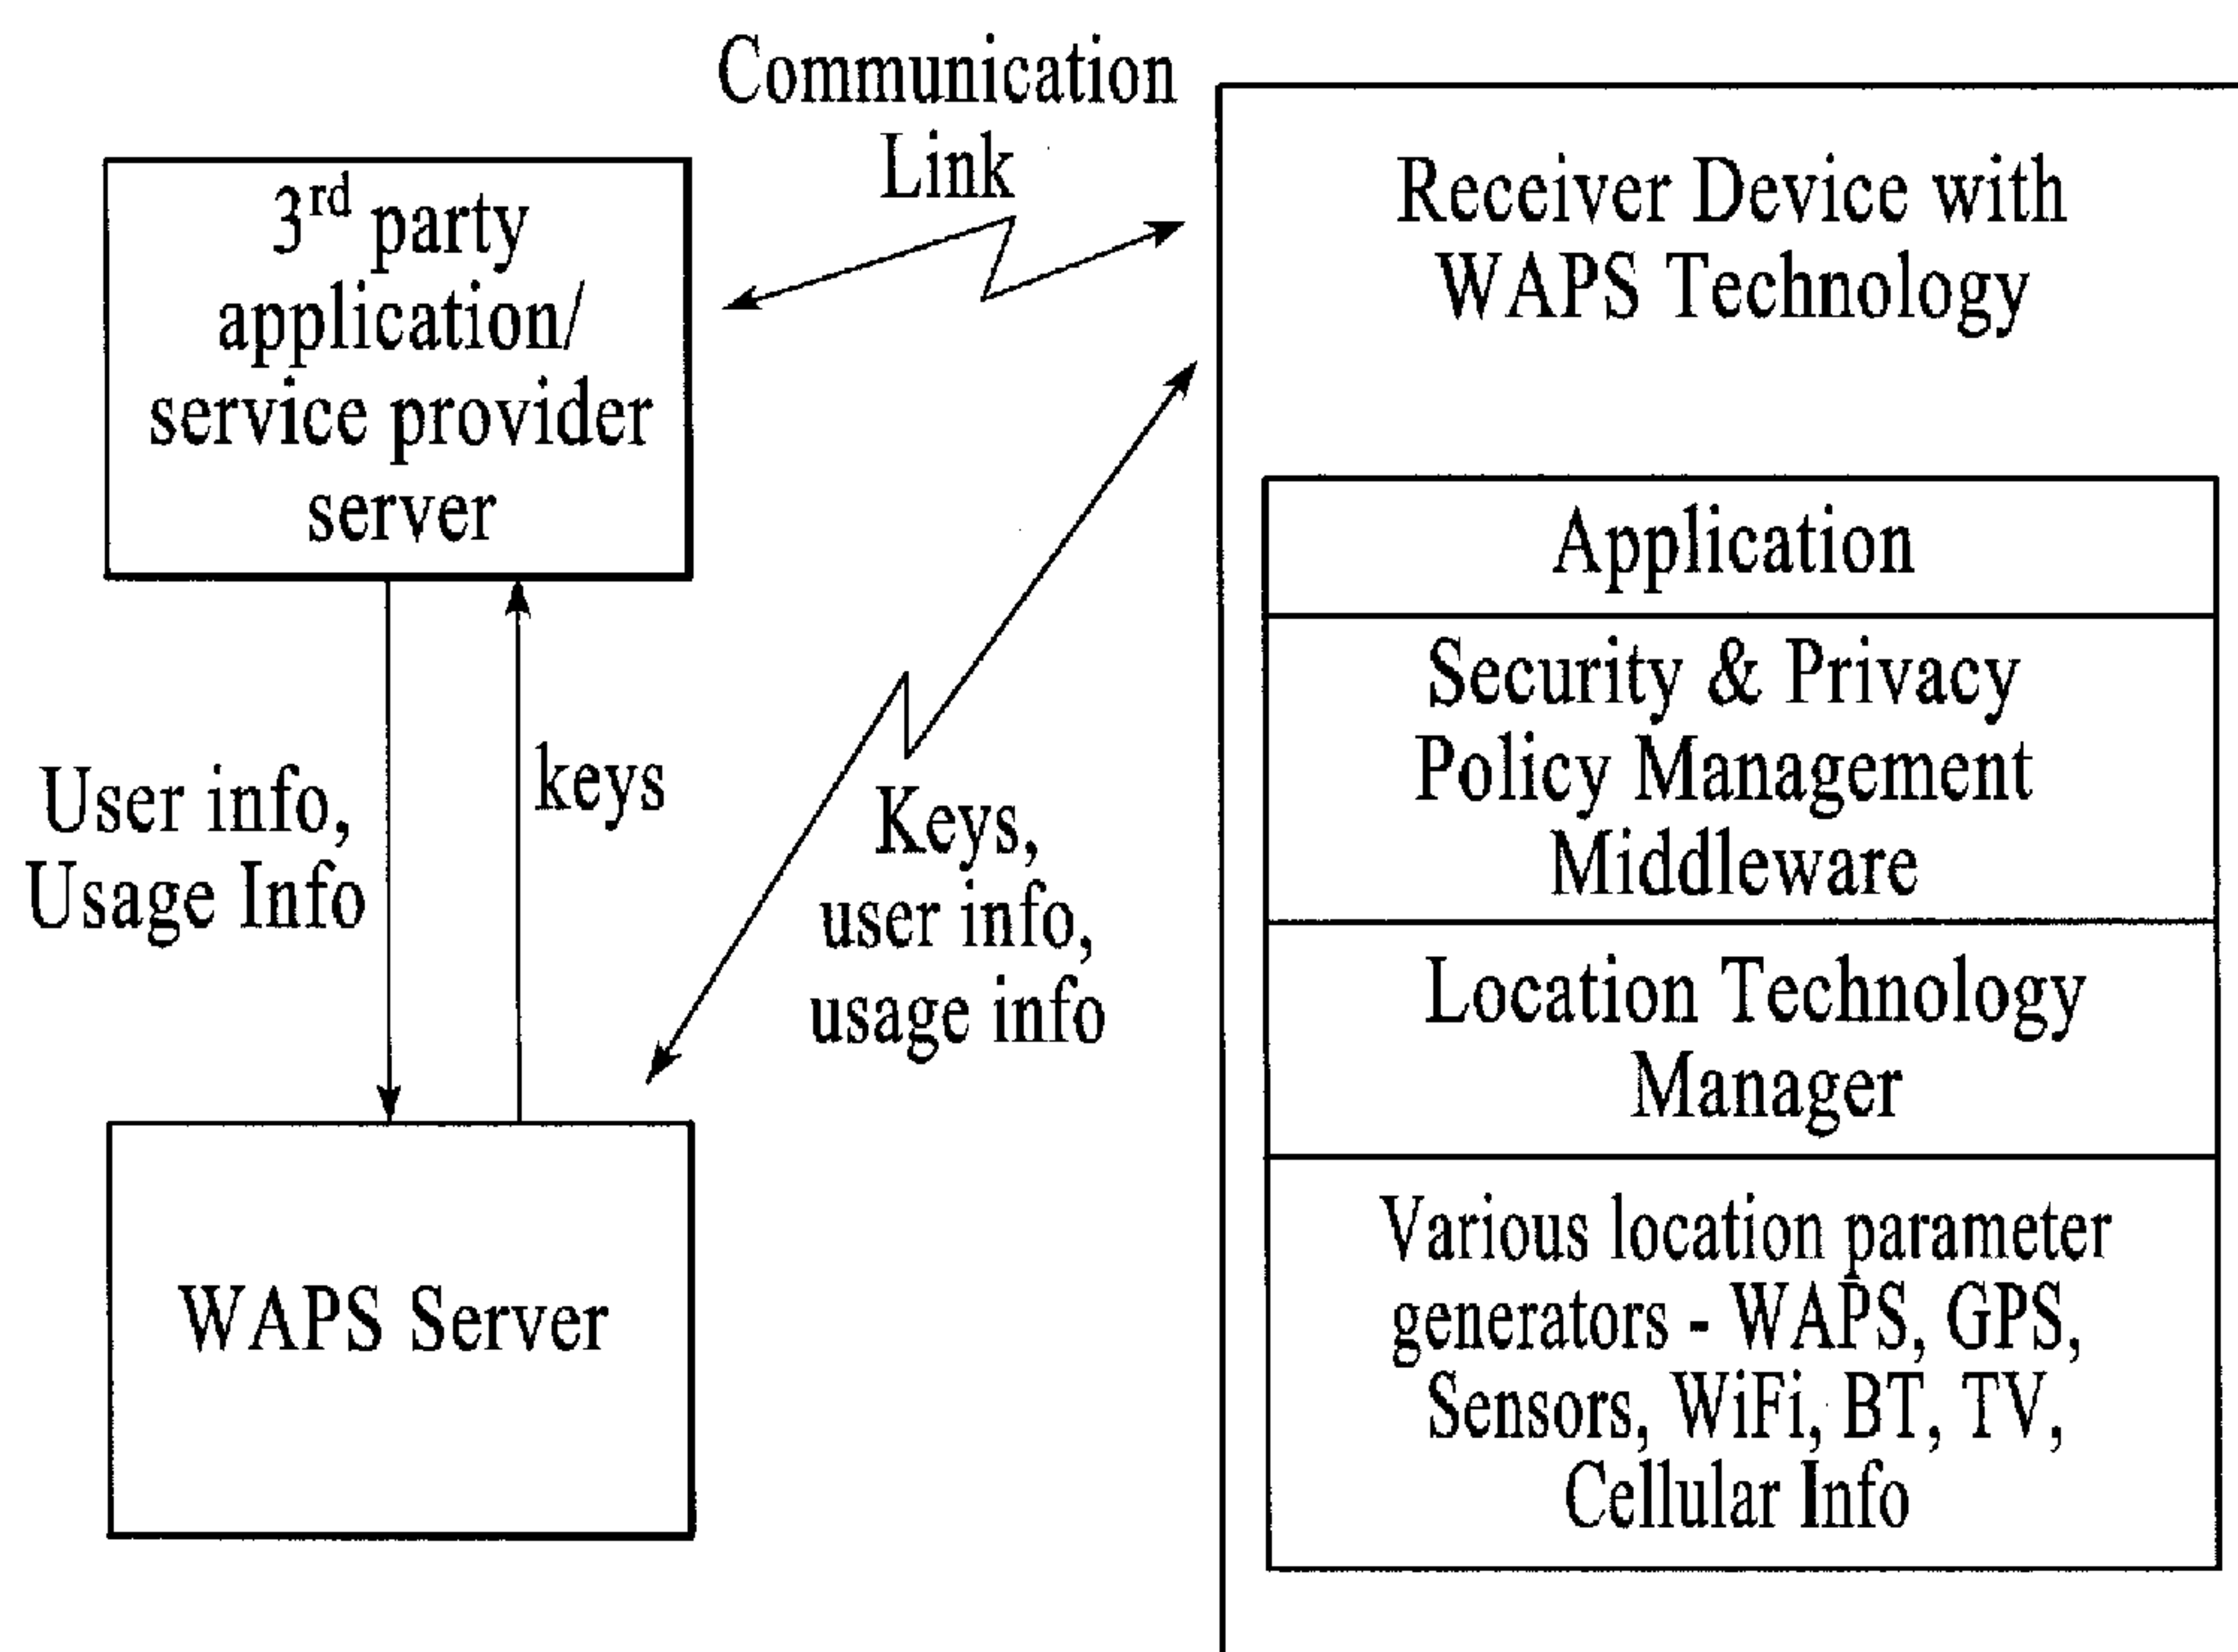 Communication
Link
3rd party
application/
service provider
server
User info,
Usage Info
keys
Keys,
user info,
usage info
WAPS Server
Receiver Device with
WAPS Technology
Application
Security & Privacy
Policy Management
Middleware
Location Technology
Manager
Various location parameter
generators - WAPS, GPS,
Sensors, WiFi, BT, TV,
Cellular Info